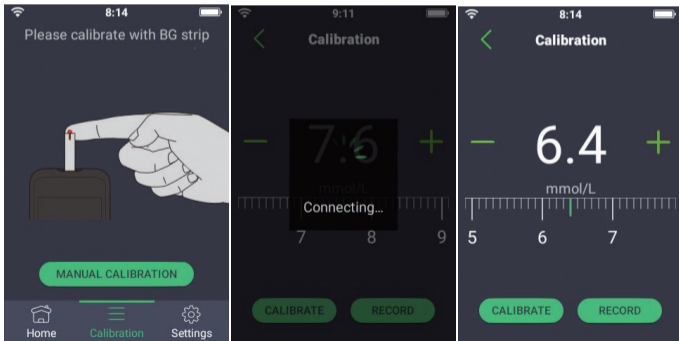 8:14
Please calibrate with BG strip
MANUAL CALIBRATION
Home
Calibration
Settings
9:11
Calibration
7.6
mmol/L
Connecting...
7
8
9
CALIBRATE
RECORD
8:14
Calibration
6.4
mmol/L
5
6
7
CALIBRATE
RECORD